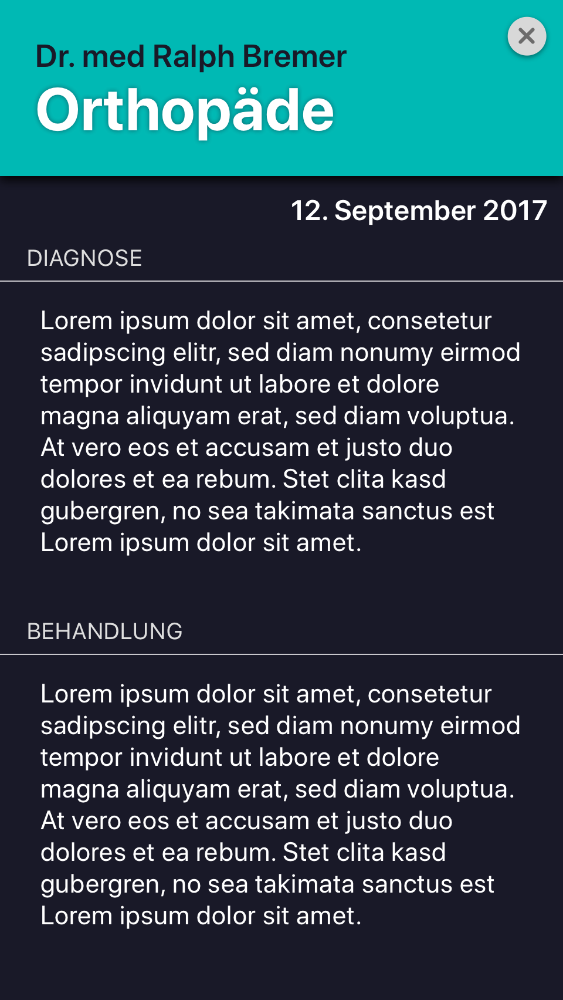 Dr. med Ralph Bremer
Orthopäde
12. September 2017
DIAGNOSE
Lorem ipsum dolor sit amet, consetetur
sadipscing elitr, sed diam nonumy eirmod
tempor invidunt ut labore et dolore
magna aliquyam erat, sed diam voluptua.
At vero eos et accusam et justo duo
dolores et ea rebum. Stet clita kasd
gubergren, no sea takimata sanctus est
Lorem ipsum dolor sit amet.
BEHANDLUNG
Lorem ipsum dolor sit amet, consetetur
sadipscing elitr, sed diam nonumy eirmod
tempor invidunt ut labore et dolore
magna aliquyam erat, sed diam voluptua.
At vero eos et accusam et justo duo
dolores et ea rebum. Stet clita kasd
gubergren, no sea takimata sanctus est
Lorem ipsum dolor sit amet.